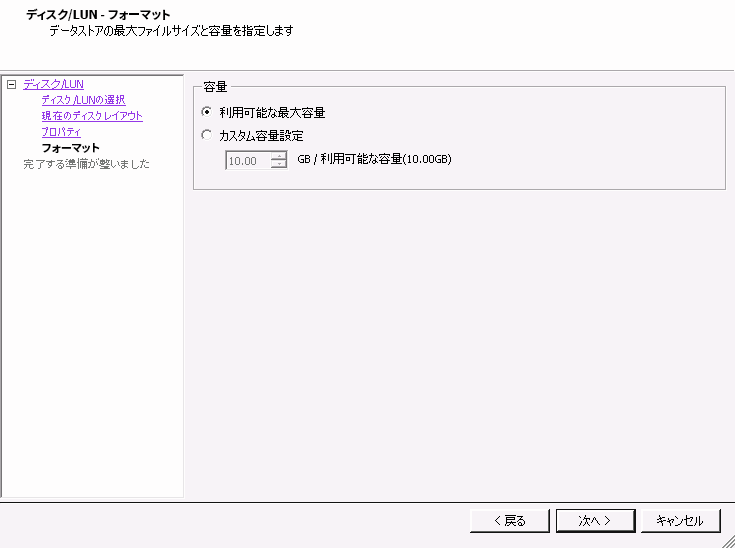 ディスク/LUN - フォーマット
データストアの最大ファイルサイズと容量を指定します
ディスク/LUN
ディスク/LUNの選択
現在のディスクレイアウト
プロパティ
フォーマット
完了する準備が整いました
容量
利用可能な最大容量
カスタム容量設定
10.00 GB / 利用可能な容量(10.00GB)
< 戻る 次へ > キャンセル